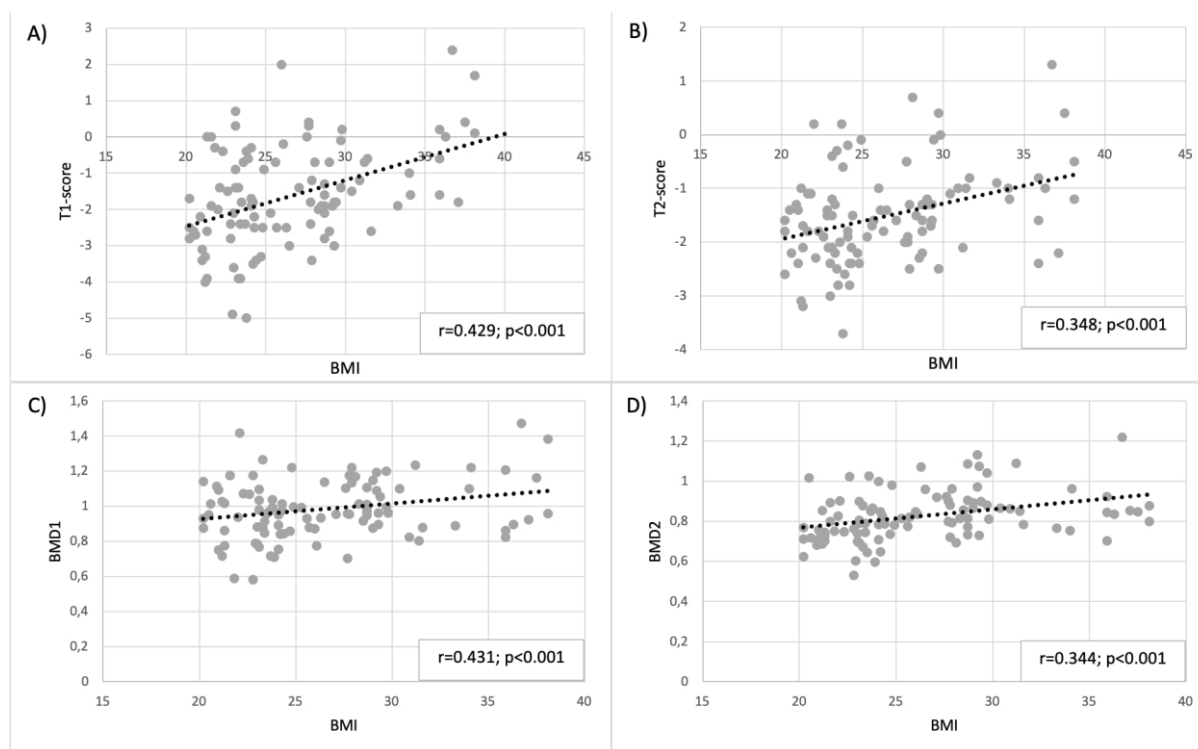 A)
3
2
1
0
-1
-2
-3
-4
-5
-6
15 20 25 30 35 40 45
T1-score
BMI
r=0.429; p<0.001
B)
2
1
0
-1
-2
-3
-4
15 20 25 30 35 40 45
T2-score
BMI
r=0.348; p<0.001
C)
1,6
1,4
1,2
1
0,8
0,6
0,4
0,2
0
15 20 25 30 35 40
BMD1
BMI
r=0.431; p<0.001
D)
1,4
1,2
1
0,8
0,6
0,4
0,2
0
15 20 25 30 35 40
BMD2
BMI
r=0.344; p<0.001